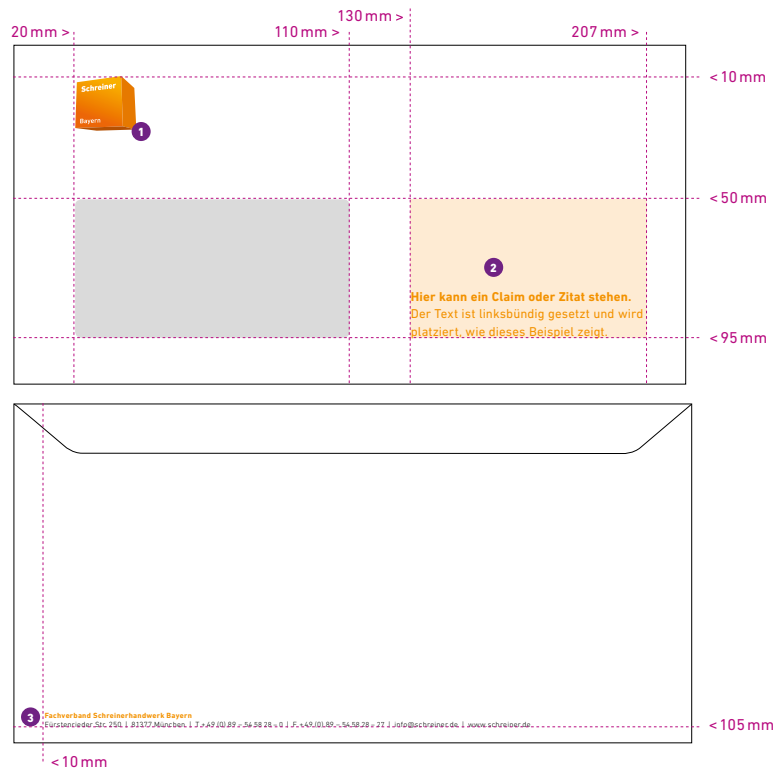 130 mm >
20 mm >
110 mm >
207 mm >
< 10 mm
Schreiner
Bayern
1
< 50 mm
2
Hier kann ein Claim oder Zitat stehen.
Der Text ist linksbündig gesetzt und wird
platziert, wie dieses Beispiel zeigt.
< 95 mm
3
Fachverband Schreinerhandwerk Bayern
Fürstenrieder Str. 250 | 81377 München | T +49 (0) 89 – 54 58 28 – 0 | F +49 (0) 89 – 54 58 28 – 27 | info@schreiner.de | www.schreiner.de
< 105 mm
< 10 mm